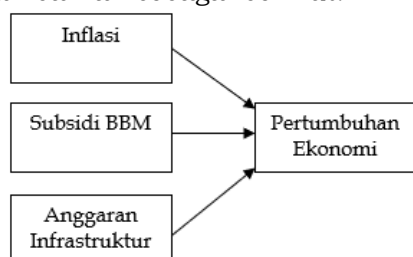 Inflasi
Subsidi BBM
Pertumbuhan
Ekonomi
Anggaran
Infrastruktur